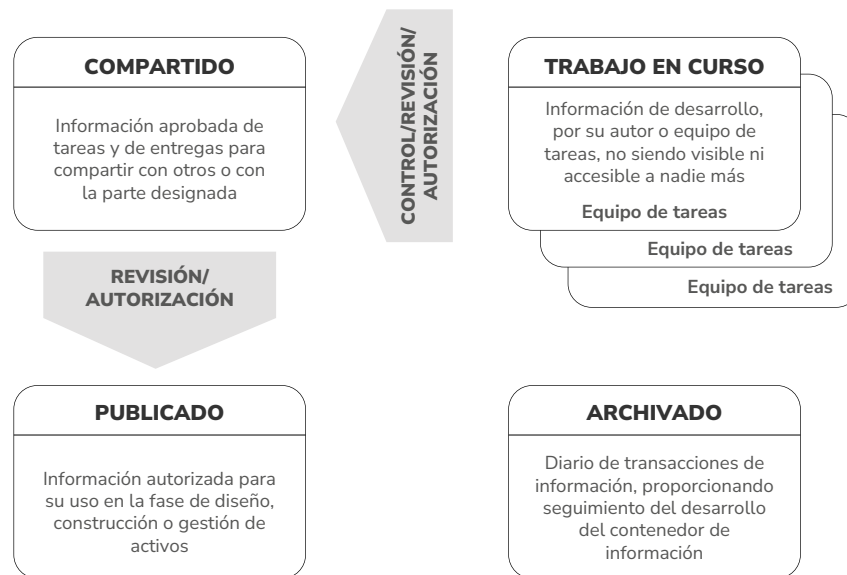 COMPARTIDO
Información aprobada de
tareas y de entregas para
compartir con otros o con
la parte designada
CONTROL/REVISIÓN/
AUTORIZACIÓN
TRABAJO EN CURSO
Información de desarrollo,
por su autor o equipo de
tareas, no siendo visible ni
accesible a nadie más
Equipo de tareas
Equipo de tareas
Equipo de tareas
REVISIÓN/
AUTORIZACIÓN
PUBLICADO
Información autorizada para
su uso en la fase de diseño,
construcción o gestión de
activos
ARCHIVADO
Diario de transacciones de
información, proporcionando
seguimiento del desarrollo
del contenedor de
información